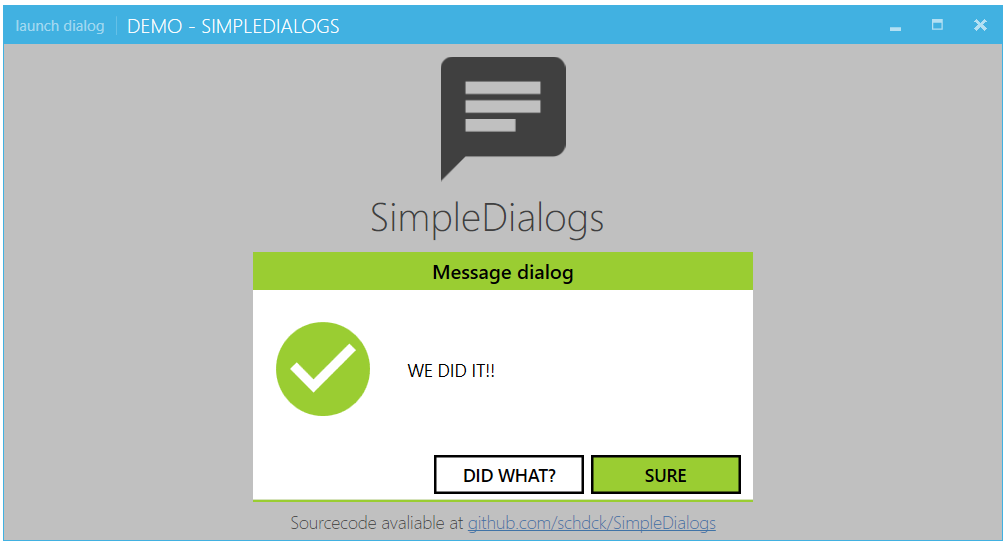 launch dialog DEMO - SIMPLEDIALOGS
SimpleDialogs
Message dialog
WE DID IT!!
DID WHAT? SURE
Sourcecode avaliable at github.com/schdck/SimpleDialogs